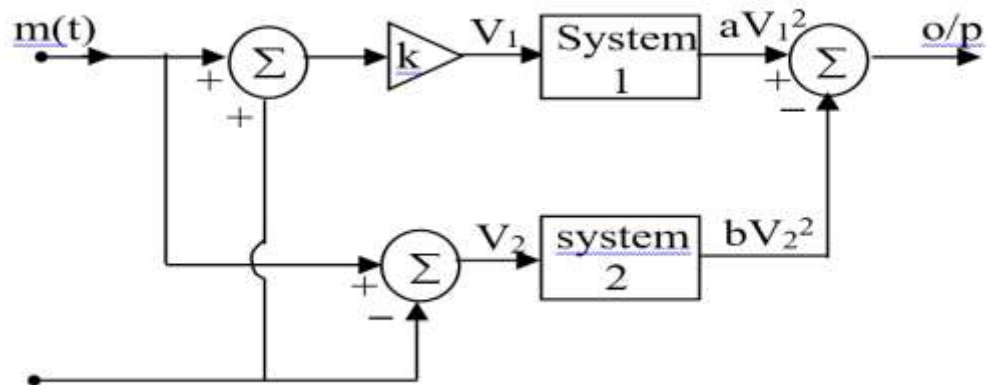 m(t)
+
Σ
+
k
V₁
System
1
aV₁²
+
Σ
−
o/p
+
Σ
−
V₂
system
2
bV₂²